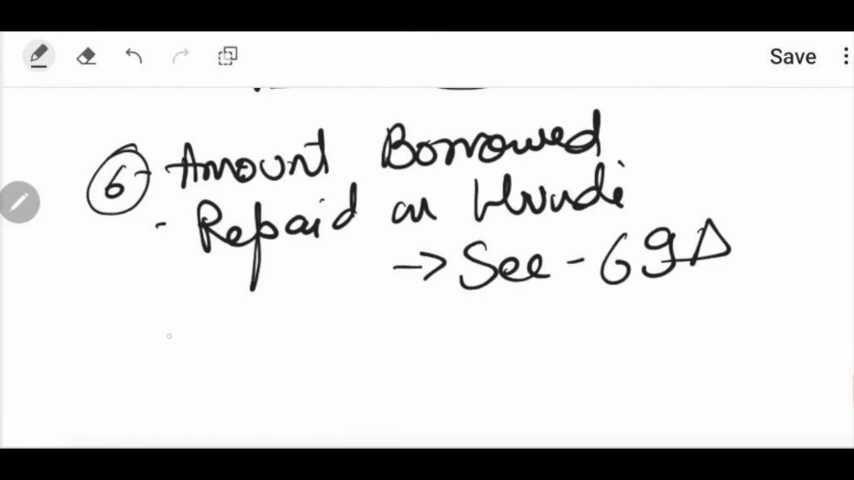 Save
6 Amount Borrowed
- Repaid on Hundi
→ See - 69D